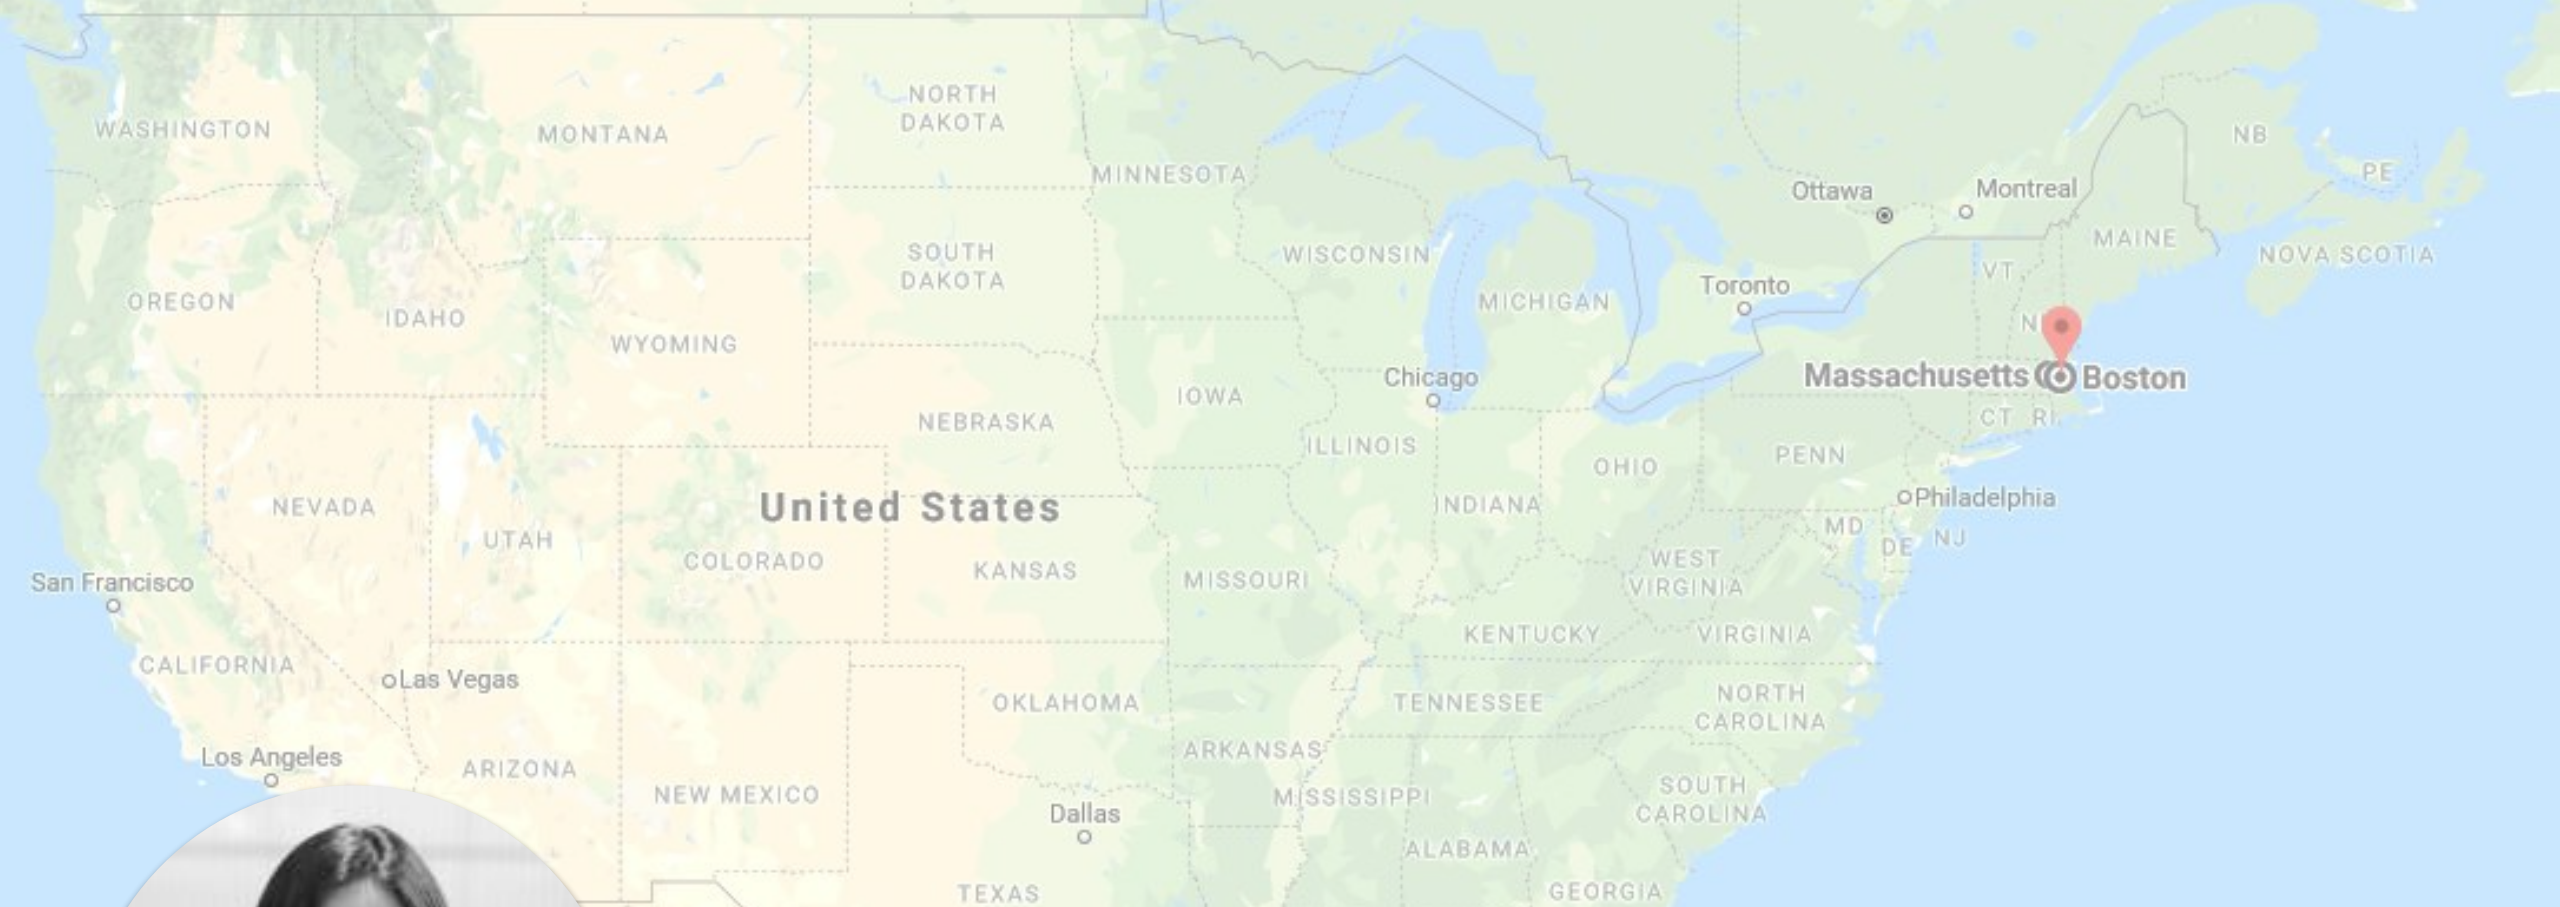 NORTH
DAKOTA
WASHINGTON
MONTANA
NB
MINNESOTA
PE
Ottawa
Montreal
MAINE
SOUTH
DAKOTA
WISCONSIN
NOVA SCOTIA
VT
Toronto
OREGON
MICHIGAN
IDAHO
N
WYOMING
Chicago
Massachusetts
Boston
IOWA
NEBRASKA
CT
RI
ILLINOIS
PENN
OHIO
NEVADA
United States
INDIANA
Philadelphia
MD
UTAH
DE
NJ
COLORADO
KANSAS
WEST
VIRGINIA
San Francisco
MISSOURI
KENTUCKY
VIRGINIA
CALIFORNIA
Las Vegas
OKLAHOMA
TENNESSEE
NORTH
CAROLINA
Los Angeles
ARKANSAS
ARIZONA
NEW MEXICO
MISSISSIPPI
SOUTH
CAROLINA
Dallas
ALABAMA
TEXAS
GEORGIA